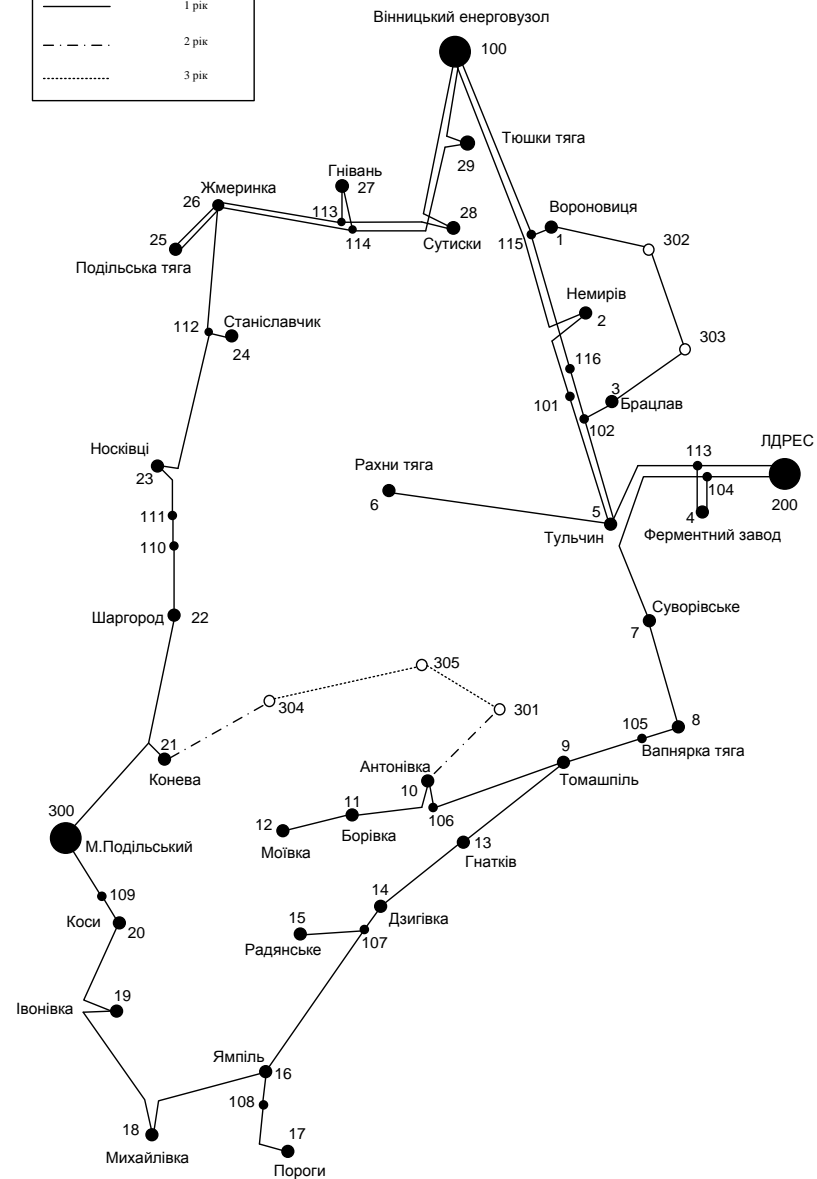 1 рік
2 рік
3 рік
Вінницький енерговузол
100
Тюшки тяга
29
Гнівань
27
Жмеринка
26
113
114
28
Сутиски
25
Подільська тяга
Вороновиця
115
1
302
Немирів
2
112
Станіславчик
24
116
303
3
Брацлав
101
102
Носківці
23
ЛДРЕС
113
104
200
Рахни тяга
6
5
Тульчин
4
Ферментний завод
111
110
Шаргород
22
Суворівське
7
305
304
301
8
105
Вапнярка тяга
21
Конева
9
Томашпіль
Антонівка
10
106
11
Борівка
12
Моївка
300
М.Подільський
13
Гнатків
109
Коси
20
14
Дзигівка
15
Радянське
107
19
Івонівка
Ямпіль
16
108
18
Михайлівка
17
Пороги